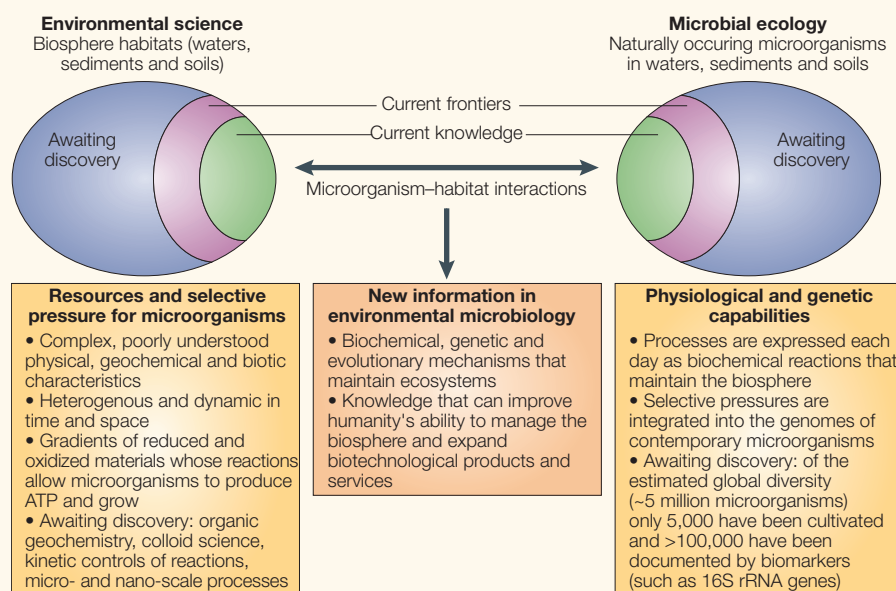 Environmental science
Biosphere habitats (waters,
sediments and soils)
Microbial ecology
Naturally occuring microorganisms
in waters, sediments and soils
Current frontiers
Current knowledge
Awaiting
discovery
Awaiting
discovery
Microorganism–habitat interactions
Resources and selective
pressure for microorganisms
• Complex, poorly understood
physical, geochemical and biotic
characteristics
• Heterogenous and dynamic in
time and space
• Gradients of reduced and
oxidized materials whose reactions
allow microorganisms to produce
ATP and grow
• Awaiting discovery: organic
geochemistry, colloid science,
kinetic controls of reactions,
micro- and nano-scale processes
New information in
environmental microbiology
• Biochemical, genetic and
evolutionary mechanisms that
maintain ecosystems
• Knowledge that can improve
humanity's ability to manage the
biosphere and expand
biotechnological products and
services
Physiological and genetic
capabilities
• Processes are expressed each
day as biochemical reactions that
maintain the biosphere
• Selective pressures are
integrated into the genomes of
contemporary microorganisms
• Awaiting discovery: of the
estimated global diversity
(~5 million microorganisms)
only 5,000 have been cultivated
and >100,000 have been
documented by biomarkers
(such as 16S rRNA genes)